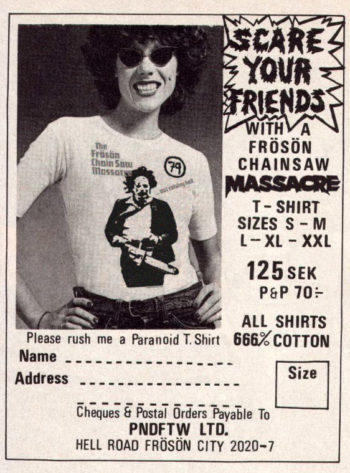 SCARE
YOUR
FRIENDS
WITH A
FRÖSÖN
CHAINSAW
MASSACRE
T-SHIRT
SIZES S-M
L-XL-XXL
125 SEK
P&P 70:-
ALL SHIRTS
666% COTTON
The
Frösön
Chain Saw
Massacre
79
Please rush me a Paranoid T. Shirt
Name
Address
Size
Cheques & Postal Orders Payable To
PNDFTW LTD.
HELL ROAD FRÖSÖN CITY 2020-7